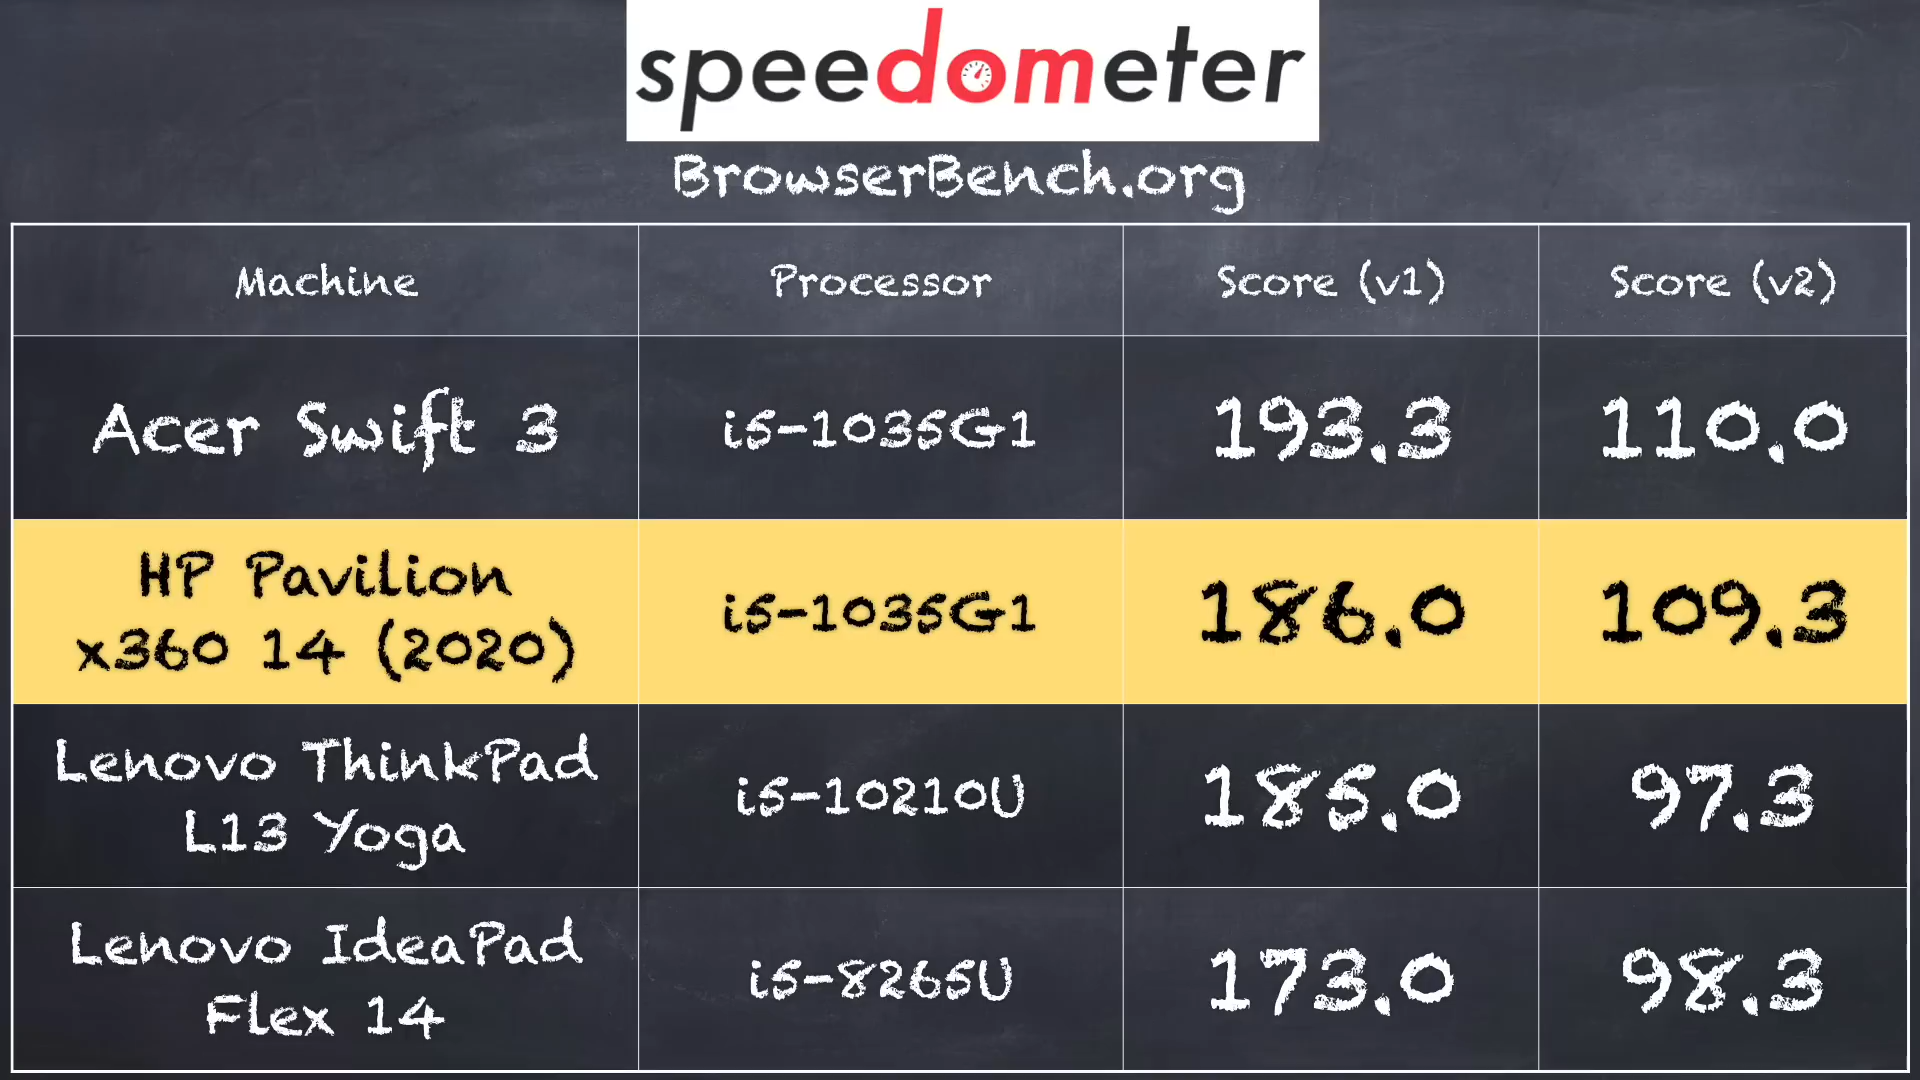 speedometer
BrowserBench.org
Machine Processor Score (v1) Score (v2)
Acer Swift 3 i5-1035G1 193.3 110.0
HP Pavilion
x360 14 (2020) i5-1035G1 186.0 109.3
Lenovo ThinkPad
L13 Yoga i5-10210U 185.0 97.3
Lenovo IdeaPad
Flex 14 i5-8265U 173.0 98.3